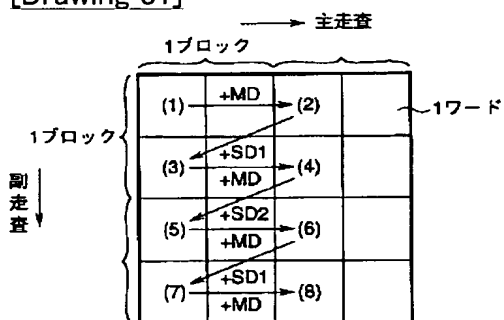 [Drawing 61]
主走査
1ブロック
(1) +MD (2)
1ワード
1ブロック
+SD1
(3) +MD (4)
副走査
+SD2
(5) +MD (6)
+SD1
(7) +MD (8)